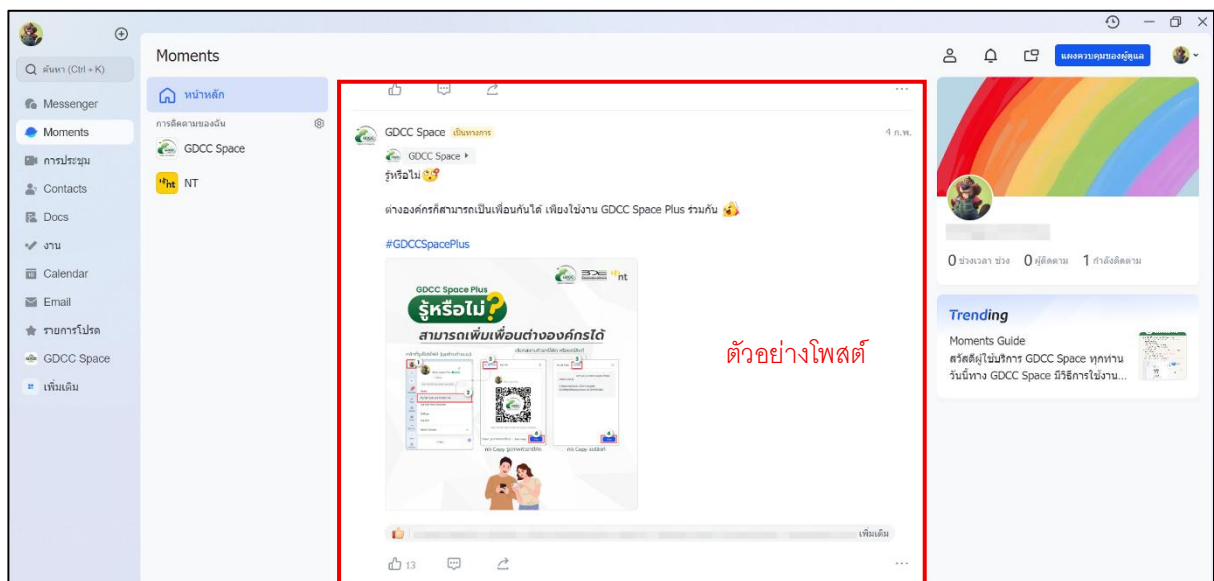 ค้นหา (Ctrl + K)
Messenger
Moments
การประชุม
Contacts
Docs
งาน
Calendar
Email
รายการโปรด
GDCC Space
เพิ่มเติม
Moments
หน้าหลัก
การติดตามของฉัน
GDCC Space
NT
GDCC Space เป็นทางการ
4 ก.พ.
GDCC Space
รู้หรือไม่
ต่างองค์กรก็สามารถเป็นเพื่อนกันได้ เพียงใช้งาน GDCC Space Plus ร่วมกัน
#GDCCSpacePlus
nt
GDCC Space Plus
รู้หรือไม่?
สามารถเพิ่มเพื่อนต่างองค์กรได้
ตัวอย่างโพสต์
เพิ่มเติม
13
แผงควบคุมของผู้ดูแล
0 ช่วงเวลา ช่วง 0 ผู้ติดตาม 1 กำลังติดตาม
Trending
Moments Guide
สวัสดีผู้ใช้บริการ GDCC Space ทุกท่าน
วันนี้ทาง GDCC Space มีวิธีการใช้งาน...